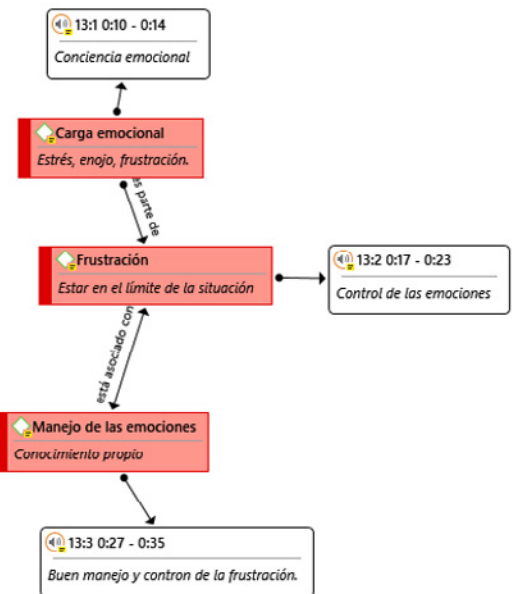 13:1 0:10 - 0:14
Conciencia emocional
Carga emocional
Estrés, enojo, frustración.
es parte de
Frustración
Estar en el límite de la situación
13:2 0:17 - 0:23
Control de las emociones
está asociado con
Manejo de las emociones
Conocimiento propio
13:3 0:27 - 0:35
Buen manejo y contron de la frustración.